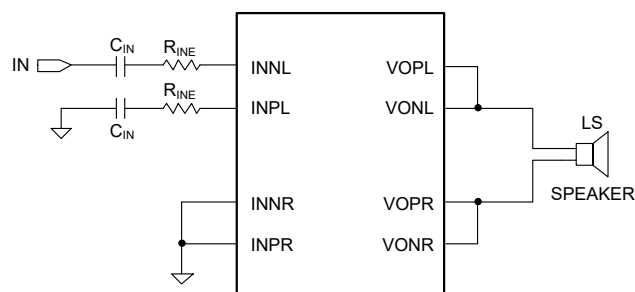 C_IN R_INE
IN INNL VOPL
INPL VONL
C_IN R_INE
LS
SPEAKER
INNR VOPR
INPR VONR